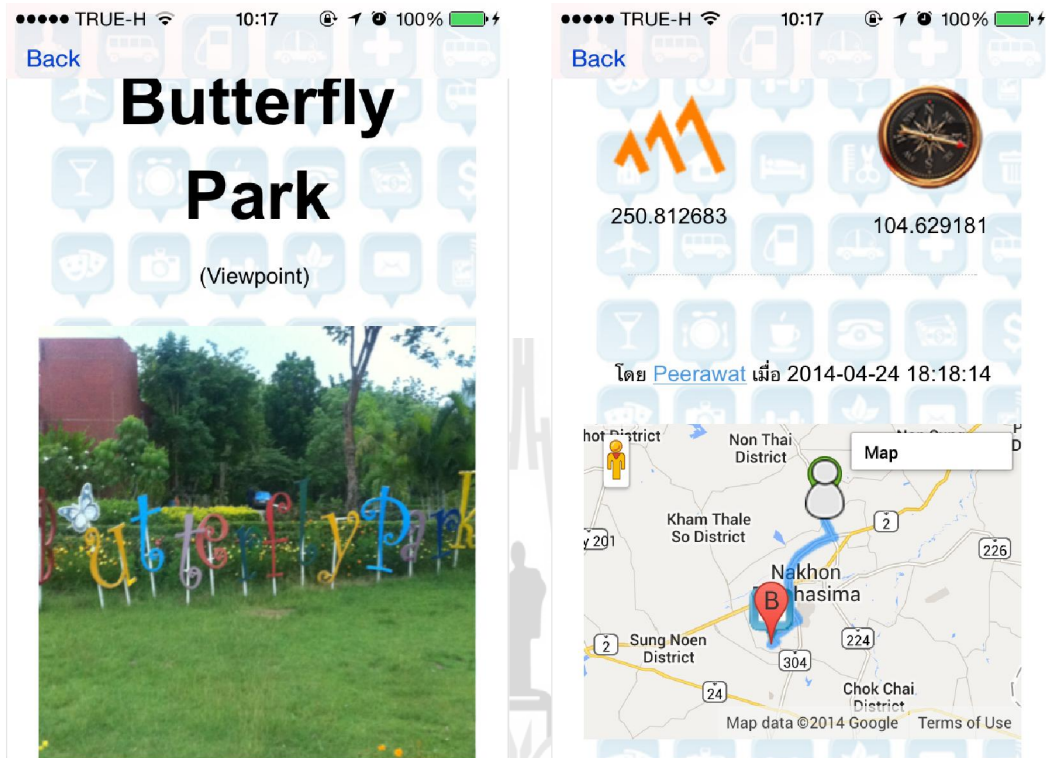 TRUE-H 10:17 100%
Back
Butterfly
Park
(Viewpoint)
Butterfly Park
TRUE-H 10:17 100%
Back
250.812683
104.629181
โดย Peerawat เมื่อ 2014-04-24 18:18:14
hot District
Non Thai
District
Map
Kham Thale
So District
2
y 201
226
Nakhon
hasima
B
2
Sung Noen
District
224
304
24
Chok Chai
District
Map data ©2014 Google Terms of Use